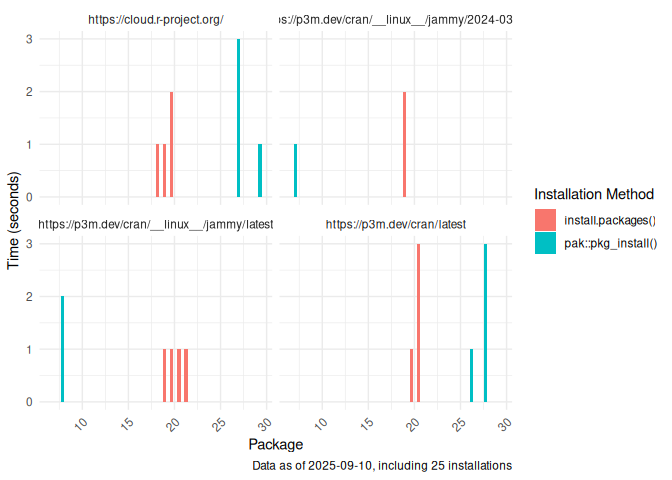 https://cloud.r-project.org/
s://p3m.dev/cran/__linux__/jammy/2024-03
3
2
1
0
https://p3m.dev/cran/__linux__/jammy/latest
https://p3m.dev/cran/latest
3
2
1
0
10
15
20
25
30
10
15
20
25
30
Time (seconds)
Package
Installation Method
install.packages()
pak::pkg_install()
Data as of 2025-09-10, including 25 installations